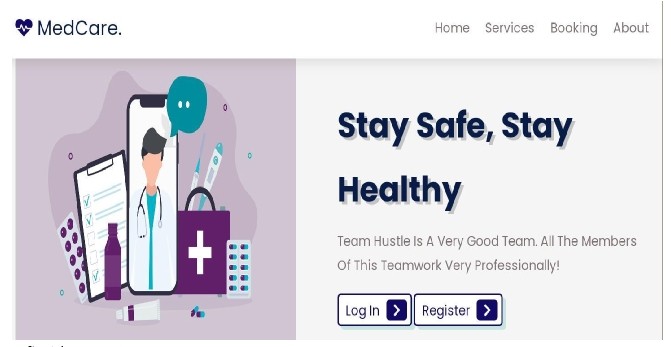 MedCare.
Home Services Booking About
Stay Safe, Stay
Healthy
Team Hustle Is A Very Good Team. All The Members
Of This Teamwork Very Professionally!
Log In Register